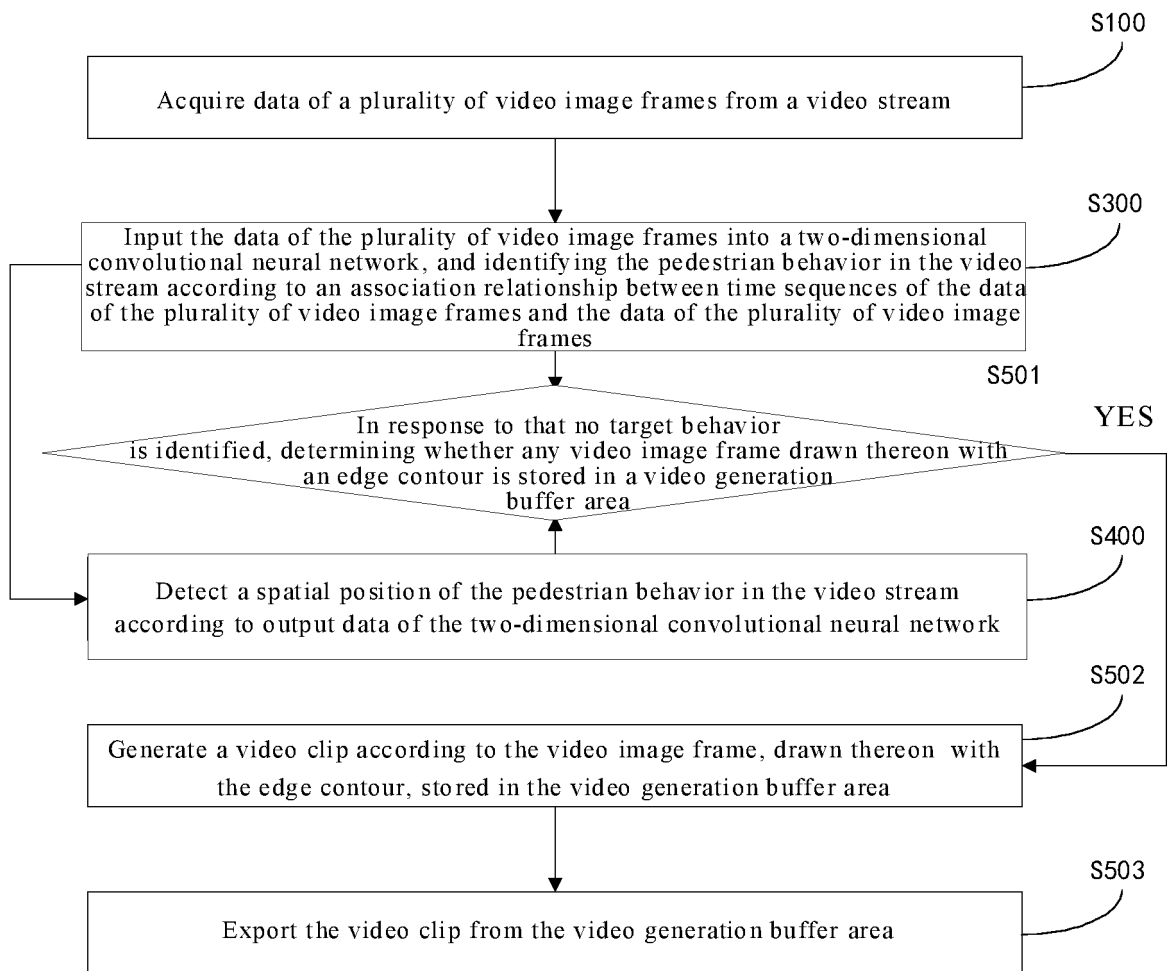 S100
Acquire data of a plurality of video image frames from a video stream
S300
Input the data of the plurality of video image frames into a two-dimensional
convolutional neural network, and identifying the pedestrian behavior in the video
stream according to an association relationship between time sequences of the data
of the plurality of video image frames and the data of the plurality of video image
frames
S501
YES
In response to that no target behavior
is identified, determining whether any video image frame drawn thereon with
an edge contour is stored in a video generation
buffer area
S400
Detect a spatial position of the pedestrian behavior in the video stream
according to output data of the two-dimensional convolutional neural network
S502
Generate a video clip according to the video image frame, drawn thereon with
the edge contour, stored in the video generation buffer area
S503
Export the video clip from the video generation buffer area